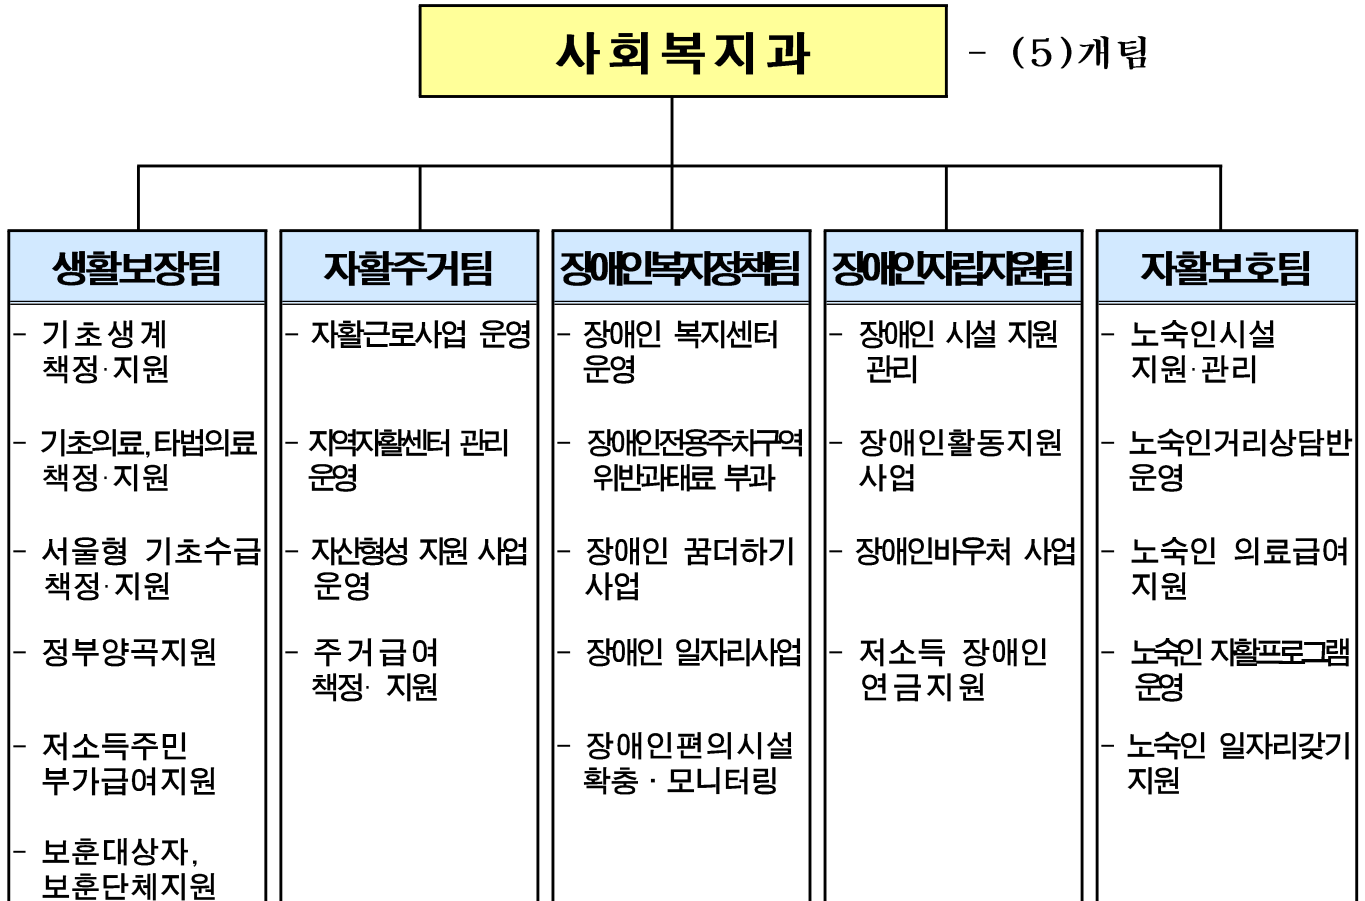 사회복지과
- (5)개팀
생활보장팀
- 기초생계
책정·지원
- 기초의료,타법의료
책정·지원
- 서울형 기초수급
책정·지원
- 정부양곡지원
- 저소득주민
부가급여지원
- 보훈대상자,
보훈단체지원
자활주거팀
- 자활근로사업 운영
- 지역자활센터 관리
운영
- 자산형성 지원 사업
운영
- 주거급여
책정· 지원
장애인복지정책팀
- 장애인 복지센터
운영
- 장애인전용주차구역
위반과태료 부과
- 장애인 꿈더하기
사업
- 장애인 일자리사업
- 장애인편의시설
확충·모니터링
장애인자립지원팀
- 장애인 시설 지원
관리
- 장애인활동지원
사업
- 장애인바우처 사업
- 저소득 장애인
연금지원
자활보호팀
- 노숙인시설
지원·관리
- 노숙인거리상담반
운영
- 노숙인 의료급여
지원
- 노숙인 자활프로그램
운영
- 노숙인 일자리갖기
지원